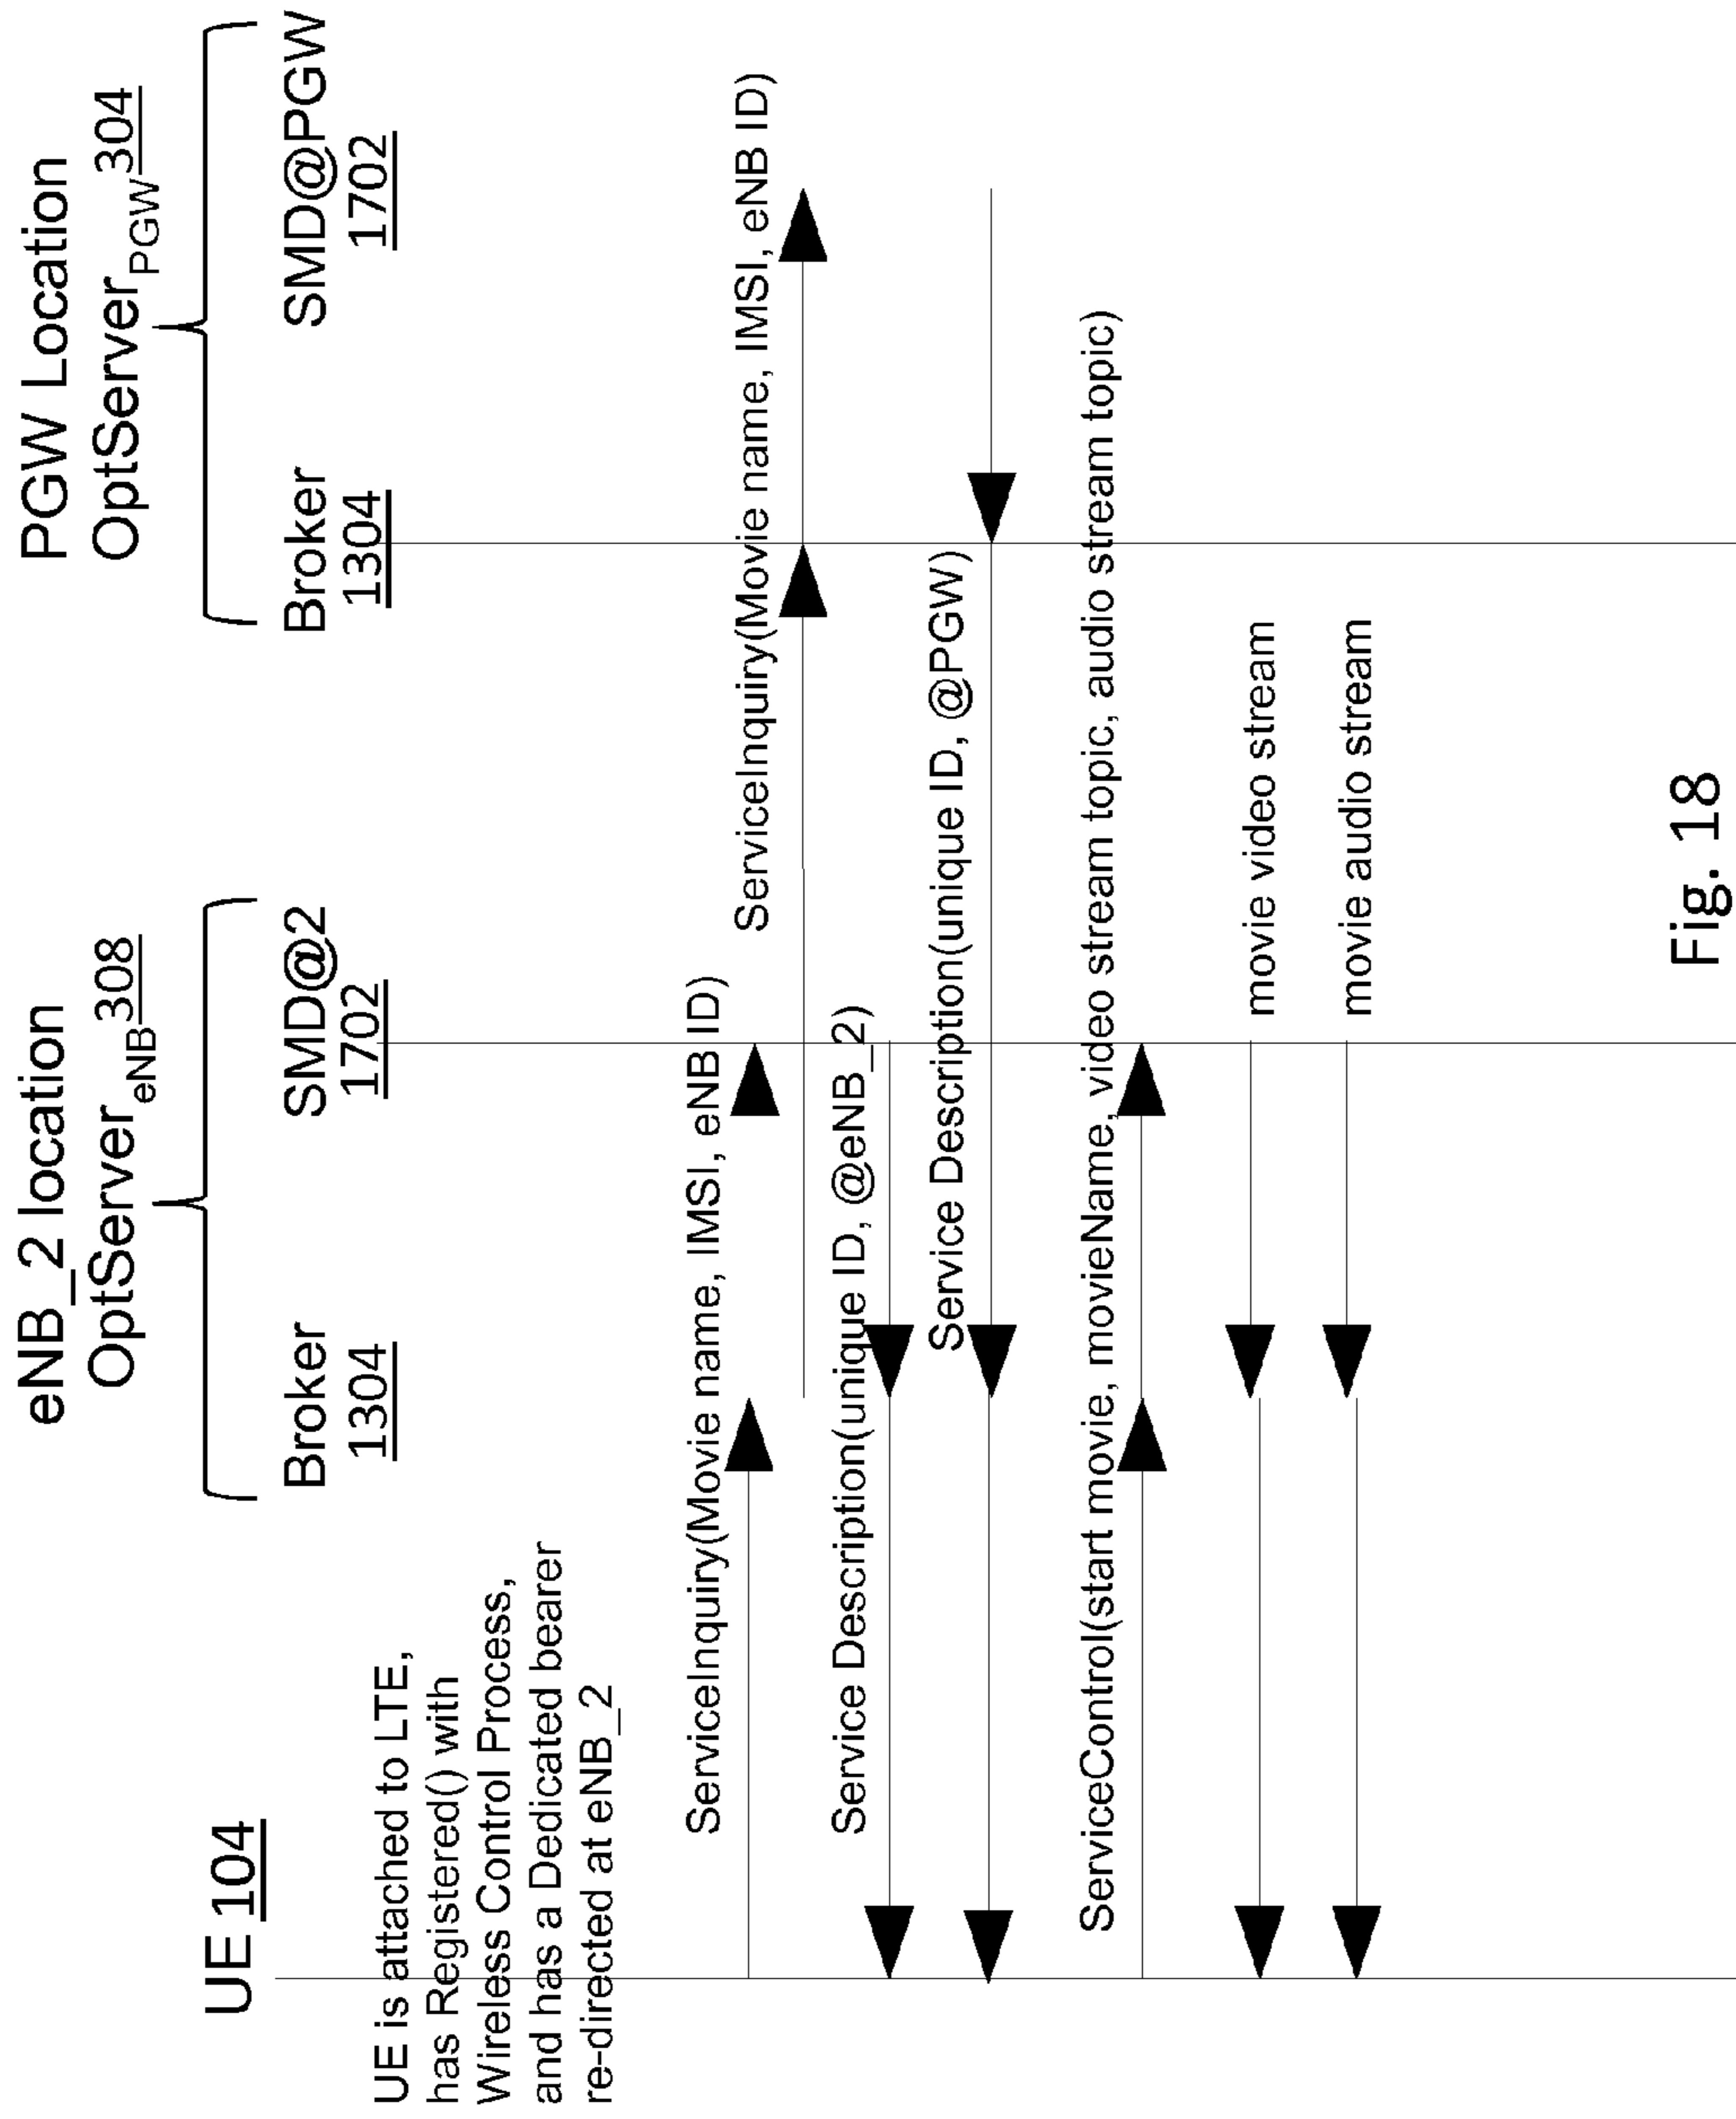 eNB_2 location
OptServer eNB 308
PGW Location
OptServer PGW 304
UE 104
Broker
1304
SMD@2
1702
Broker
1304
SMD@PGW
1702
UE is attached to LTE,
has Registered() with
Wireless Control Process,
and has a Dedicated bearer
re-directed at eNB_2
ServiceInquiry(Movie name, IMSI, eNB ID)
ServiceInquiry(Movie name, IMSI, eNB ID)
Service Description(unique ID, @eNB_2)
Service Description(unique ID, @PGW)
ServiceControl(start movie, movieName, video stream topic, audio stream topic)
movie video stream
movie audio stream
Fig. 18